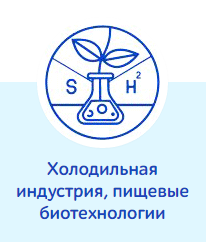 S H²
Холодильная
индустрия, пищевые
биотехнологии